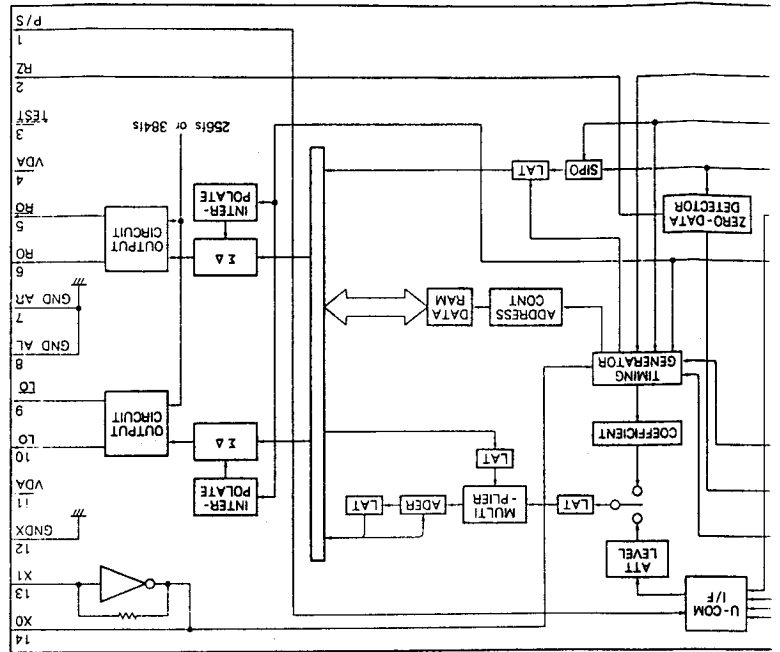 P/S
1
RZ
2
T̅E̅S̅T̅
3
VDA
4
R̅O̅
5
RO
6
GND AR
7
GND AL
8
L̅O̅
9
LO
10
VDA
11
GNDX
12
X1
13
X0
14
256fs or 384fs
INTER-
POLATE
OUTPUT
CIRCUIT
Σ Δ
LAT
SIPO
ZERO-DATA
DETECTOR
DATA
RAM
ADDRESS
CONT
TIMING
GENERATOR
OUTPUT
CIRCUIT
Σ Δ
INTER-
POLATE
COEFFICIENT
LAT
MULTI
-PLIER
ADER
LAT
LAT
ATT
LEVEL
U-COM
I/F